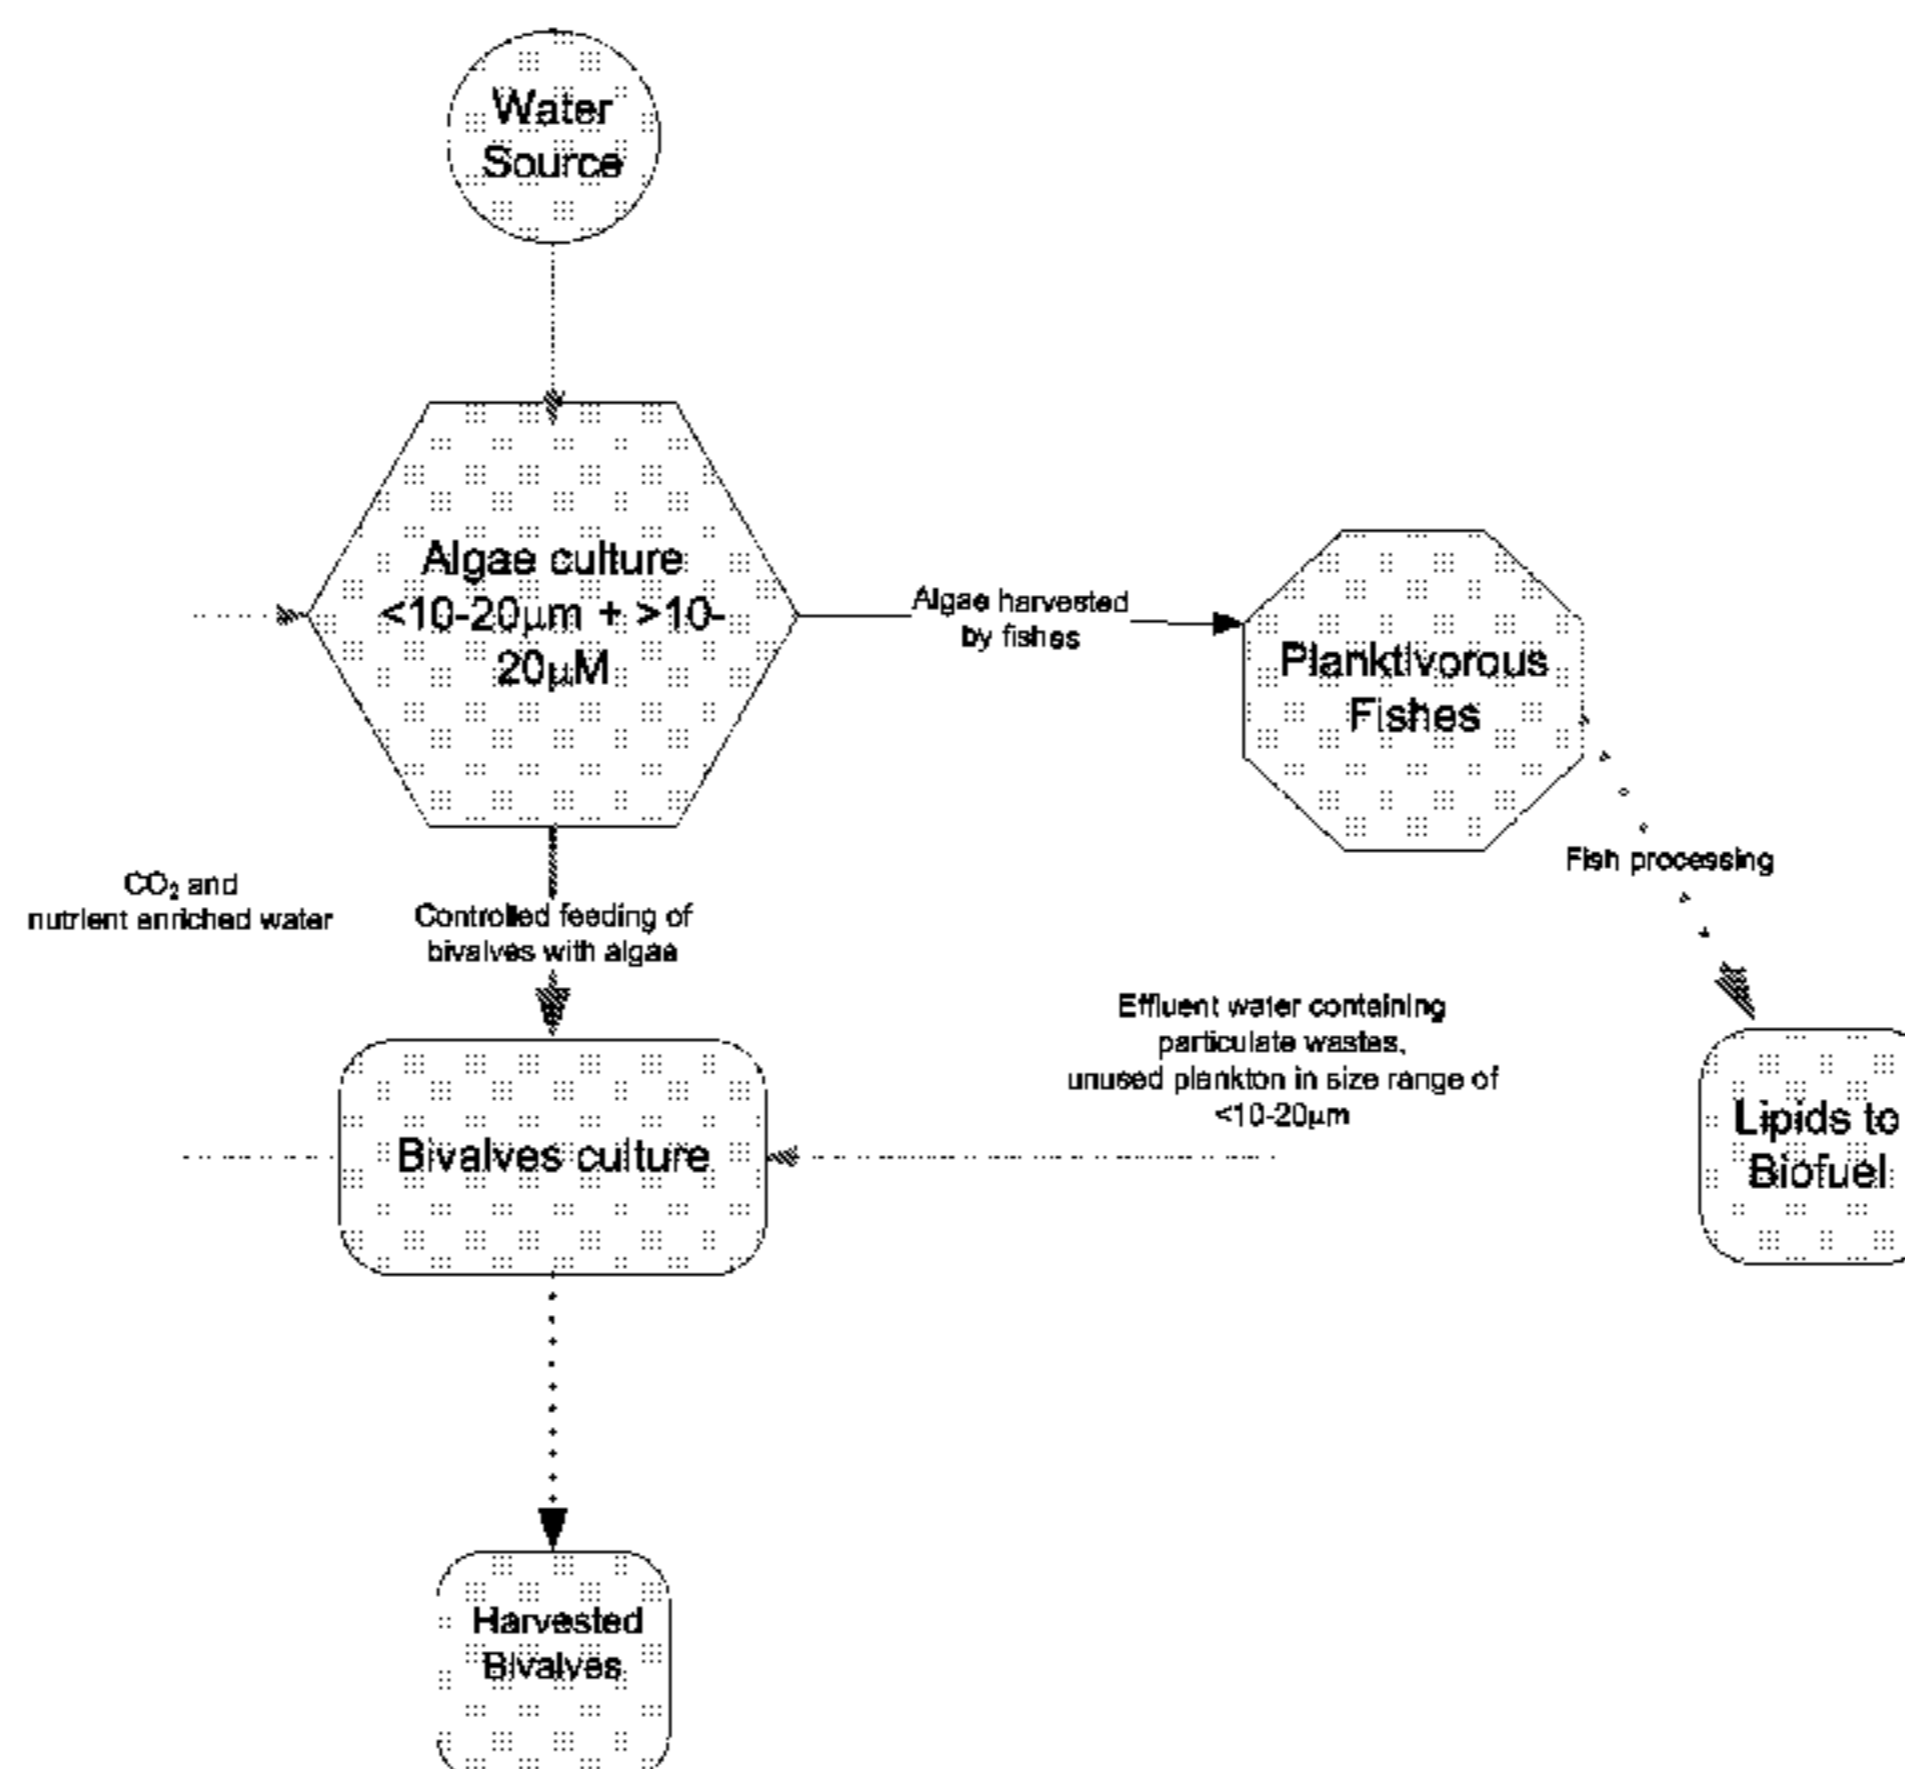 Water
Source
Algae culture
<10-20µm + >10-
20µM
Algae harvested
by fishes
Planktivorous
Fishes
Fish processing
CO₂ and
nutrient enriched water
Controlled feeding of
bivalves with algae
Effluent water containing
particulate wastes,
unused plankton in size range of
<10-20µm
Bivalves culture
Lipids to
Biofuel
Harvested
Bivalves